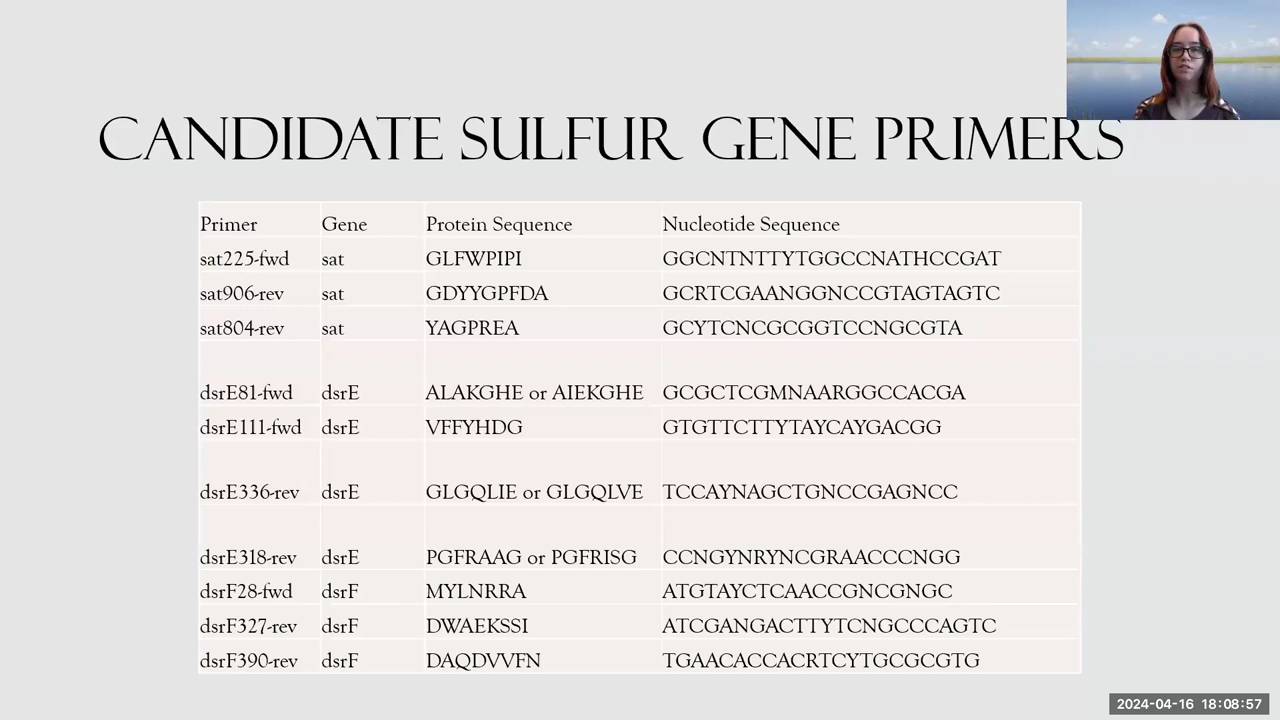 CANDIDATE SULFUR GENE PRIMERS
Primer Gene Protein Sequence Nucleotide Sequence
sat225-fwd sat GLFWPIPI GGCNTNTTYTGGCCNATHCCGAT
sat906-rev sat GDYYGPFDA GCRTCGAANGGNCCGTAGTAGTC
sat804-rev sat YAGPREA GCYTCNCGCGGTCCNGCGTA
dsrE81-fwd dsrE ALAKGHE or AIEKGHE GCGCTCGMNAARGGCCACGA
dsrE111-fwd dsrE VFFYHDG GTGTTCTTYTAYCAYGACGG
dsrE336-rev dsrE GLGQLIE or GLGQLVE TCCAYNAGCTGNCCGAGNCC
dsrE318-rev dsrE PGFRAAG or PGFRISG CCNGYNRYNCGRAACCCNGG
dsrF28-fwd dsrF MYLNRRA ATGTAYCTCAACCGNCGNGC
dsrF327-rev dsrF DWAEKSSI ATCGANGACTTYTCNGCCCAGTC
dsrF390-rev dsrF DAQDVVFN TGAACACCACRTCYTGCGCGTG
2024-04-16 18:08:57